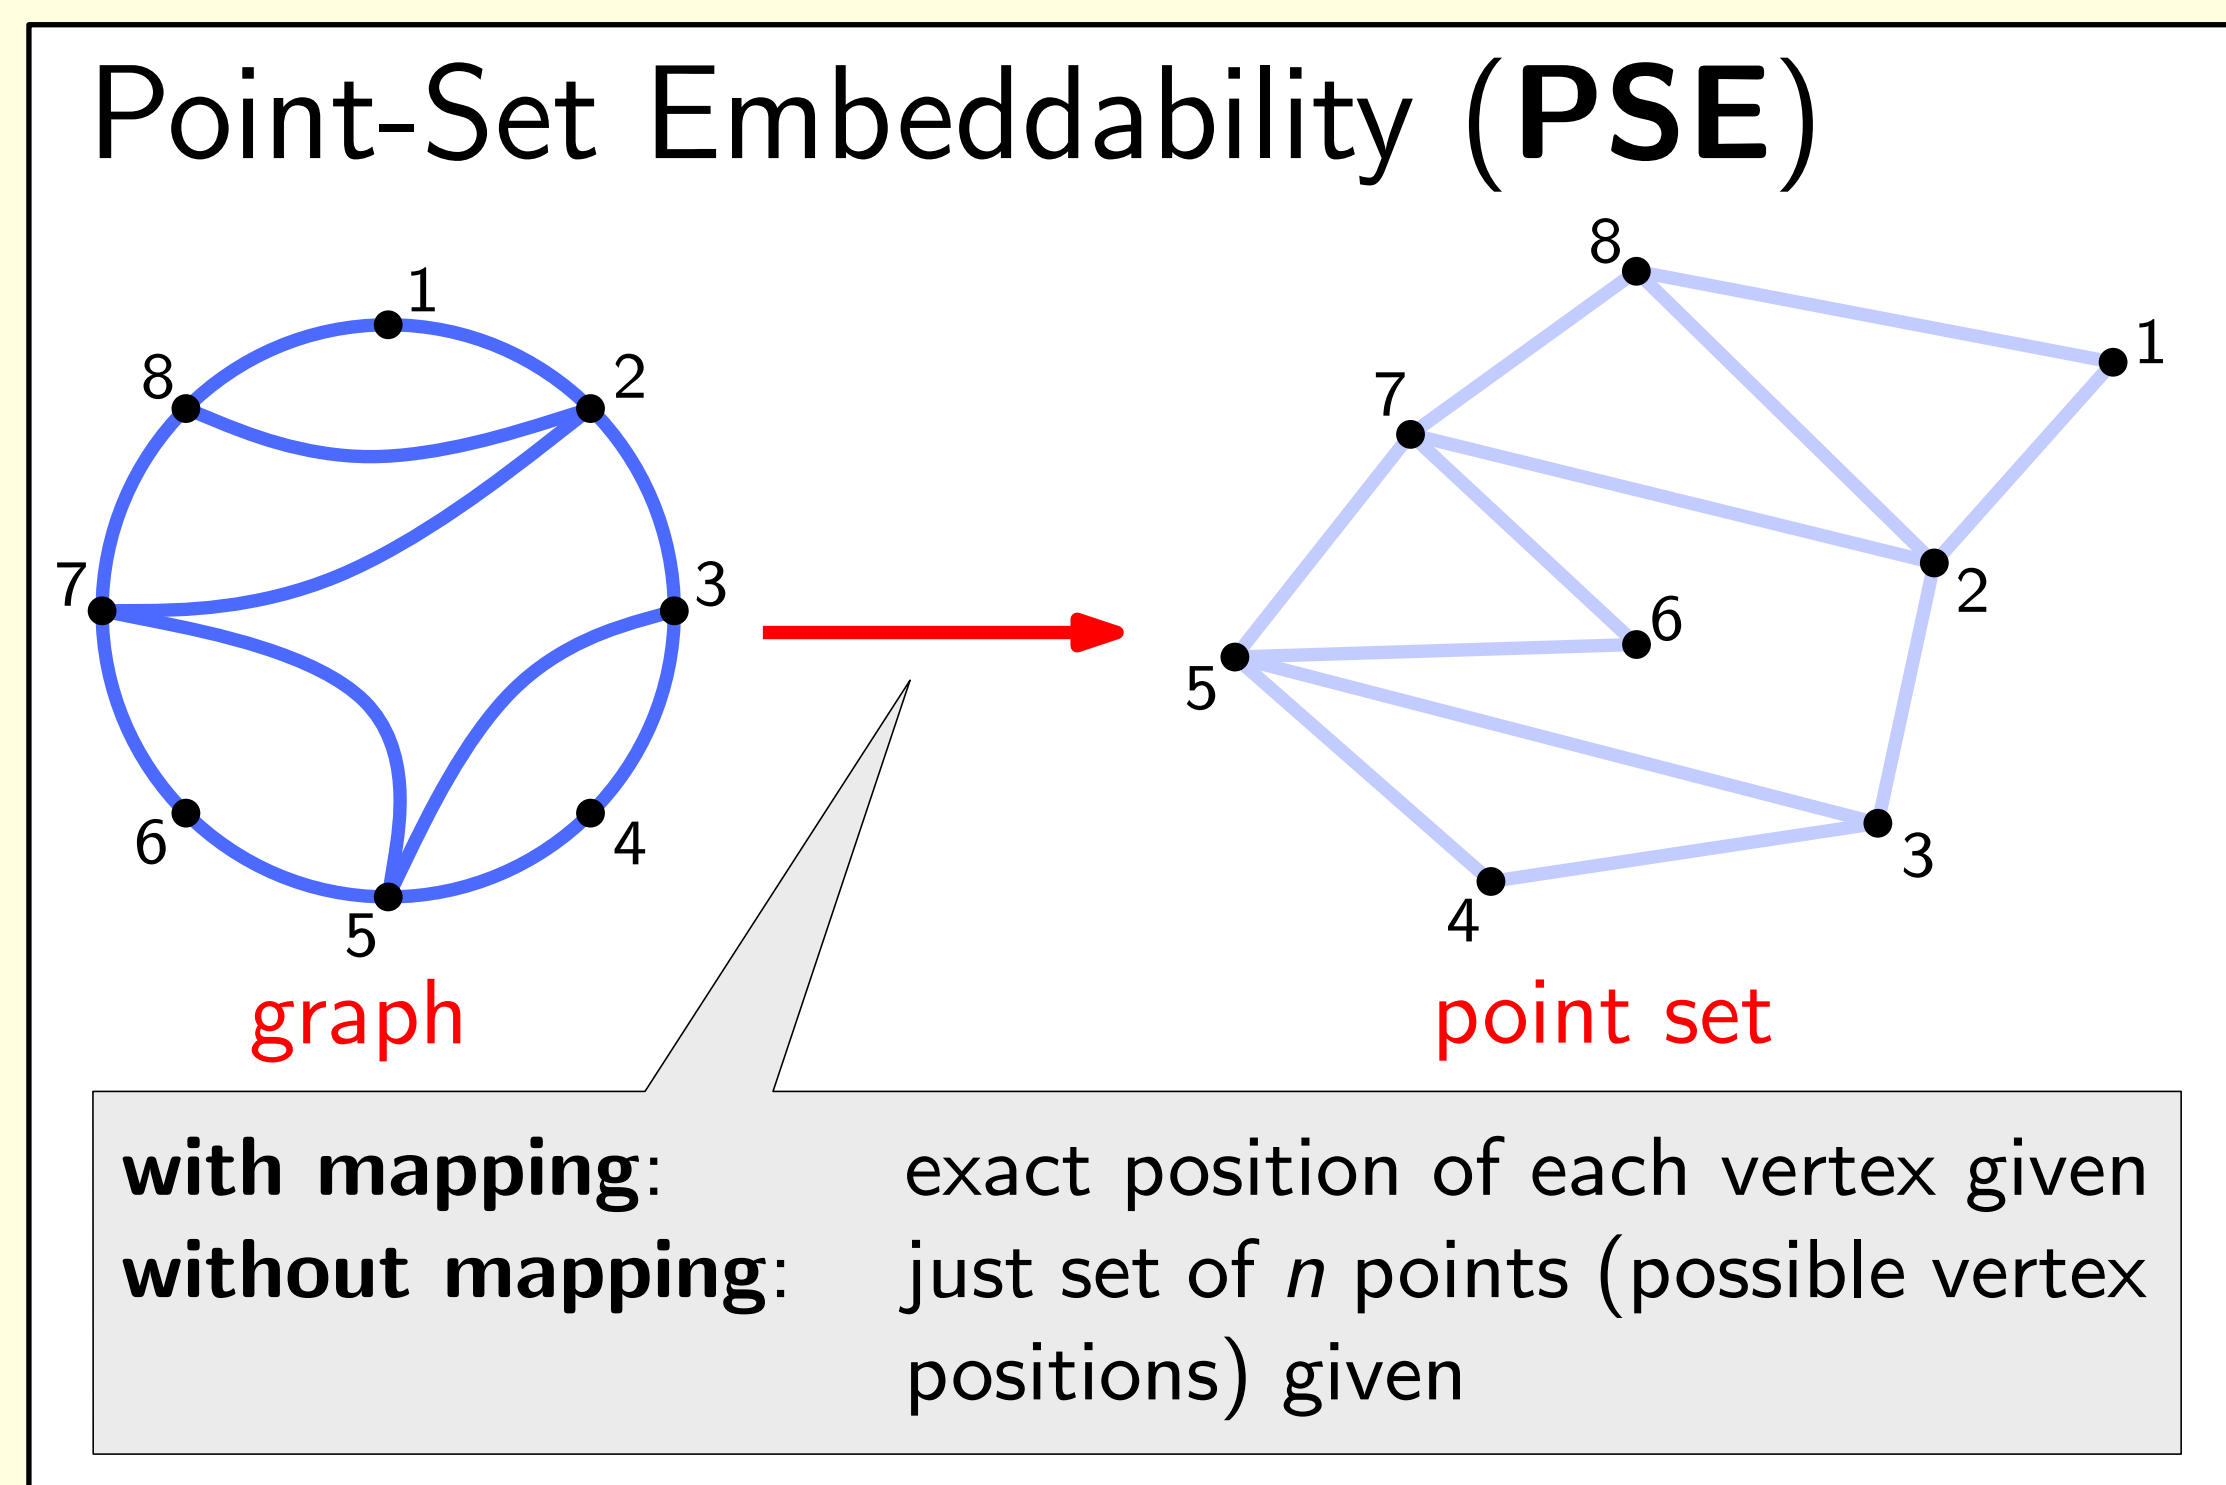 Point-Set Embeddability (PSE)
1
2
3
4
5
6
7
8
graph
8
1
7
2
6
5
3
4
point set
with mapping: exact position of each vertex given
without mapping: just set of n points (possible vertex
positions) given